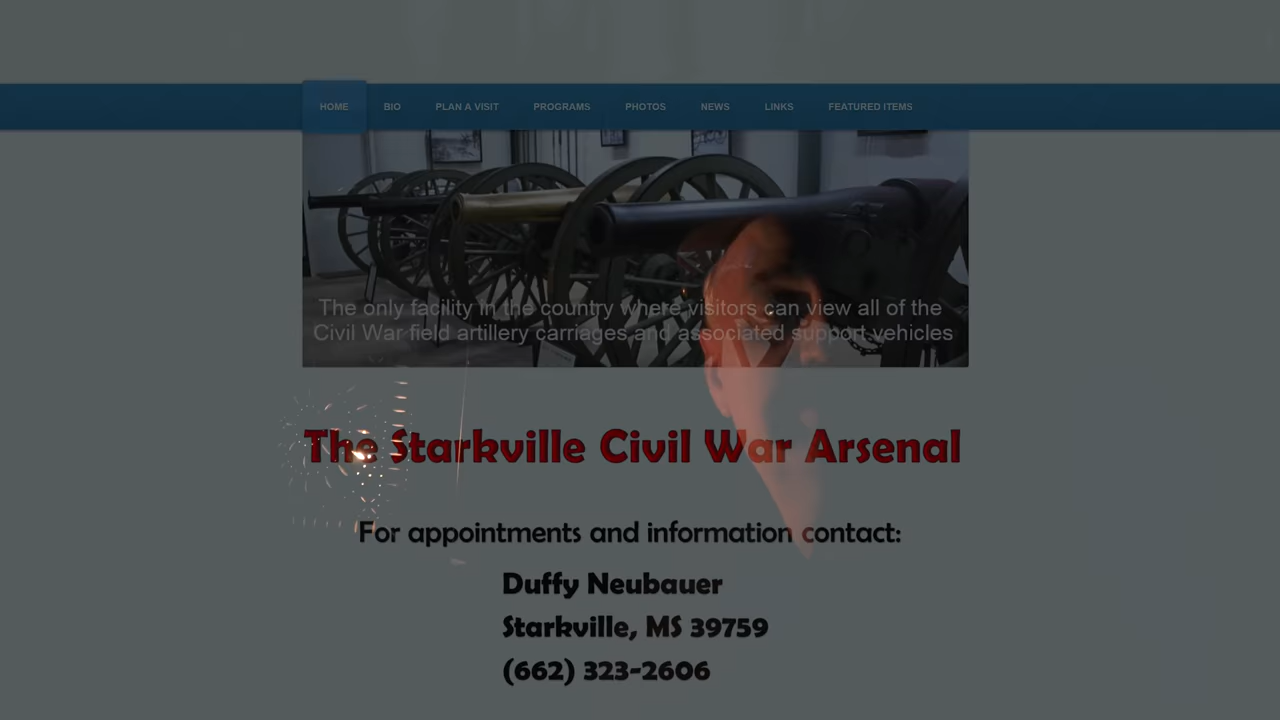 HOME BIO PLAN A VISIT PROGRAMS PHOTOS NEWS LINKS FEATURED ITEMS
The only facility in the country where visitors can view all of the
Civil War field artillery carriages and associated support vehicles
The Starkville Civil War Arsenal
For appointments and information contact:
Duffy Neubauer
Starkville, MS 39759
(662) 323-2606